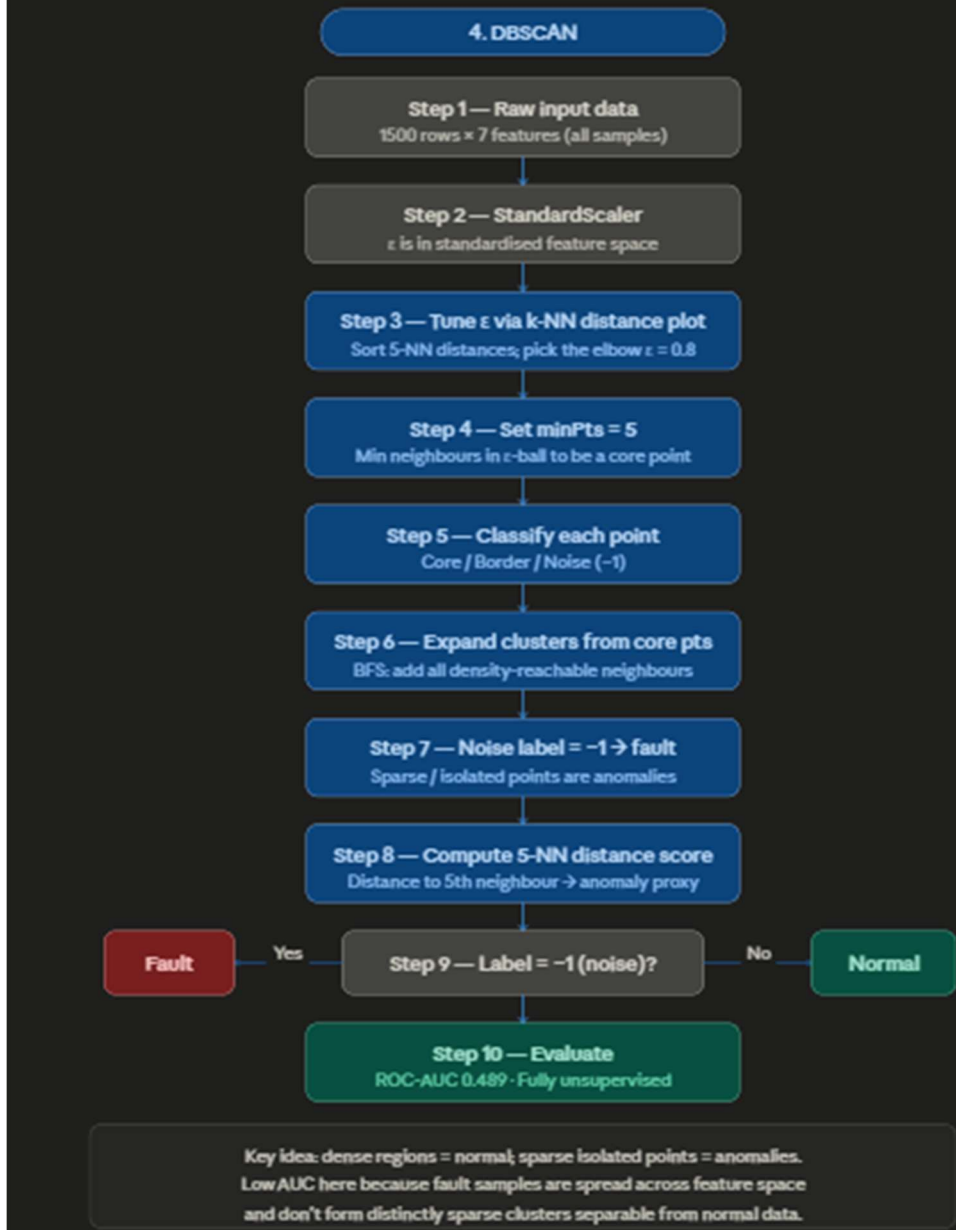 4. DBSCAN
Step 1 — Raw input data
1500 rows × 7 features (all samples)
Step 2 — StandardScaler
ε is in standardised feature space
Step 3 — Tune ε via k-NN distance plot
Sort 5-NN distances; pick the elbow ε = 0.8
Step 4 — Set minPts = 5
Min neighbours in ε-ball to be a core point
Step 5 — Classify each point
Core / Border / Noise (−1)
Step 6 — Expand clusters from core pts
BFS: add all density-reachable neighbours
Step 7 — Noise label = −1 → fault
Sparse / isolated points are anomalies
Step 8 — Compute 5-NN distance score
Distance to 5th neighbour → anomaly proxy
Fault
Yes
Step 9 — Label = −1 (noise)?
No
Normal
Step 10 — Evaluate
ROC-AUC 0.489 · Fully unsupervised
Key idea: dense regions = normal; sparse isolated points = anomalies.
Low AUC here because fault samples are spread across feature space
and don't form distinctly sparse clusters separable from normal data.